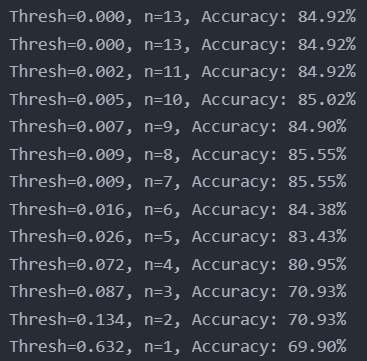 Thresh=0.000, n=13, Accuracy: 84.92%
Thresh=0.000, n=13, Accuracy: 84.92%
Thresh=0.002, n=11, Accuracy: 84.92%
Thresh=0.005, n=10, Accuracy: 85.02%
Thresh=0.007, n=9, Accuracy: 84.90%
Thresh=0.009, n=8, Accuracy: 85.55%
Thresh=0.009, n=7, Accuracy: 85.55%
Thresh=0.016, n=6, Accuracy: 84.38%
Thresh=0.026, n=5, Accuracy: 83.43%
Thresh=0.072, n=4, Accuracy: 80.95%
Thresh=0.087, n=3, Accuracy: 70.93%
Thresh=0.134, n=2, Accuracy: 70.93%
Thresh=0.632, n=1, Accuracy: 69.90%